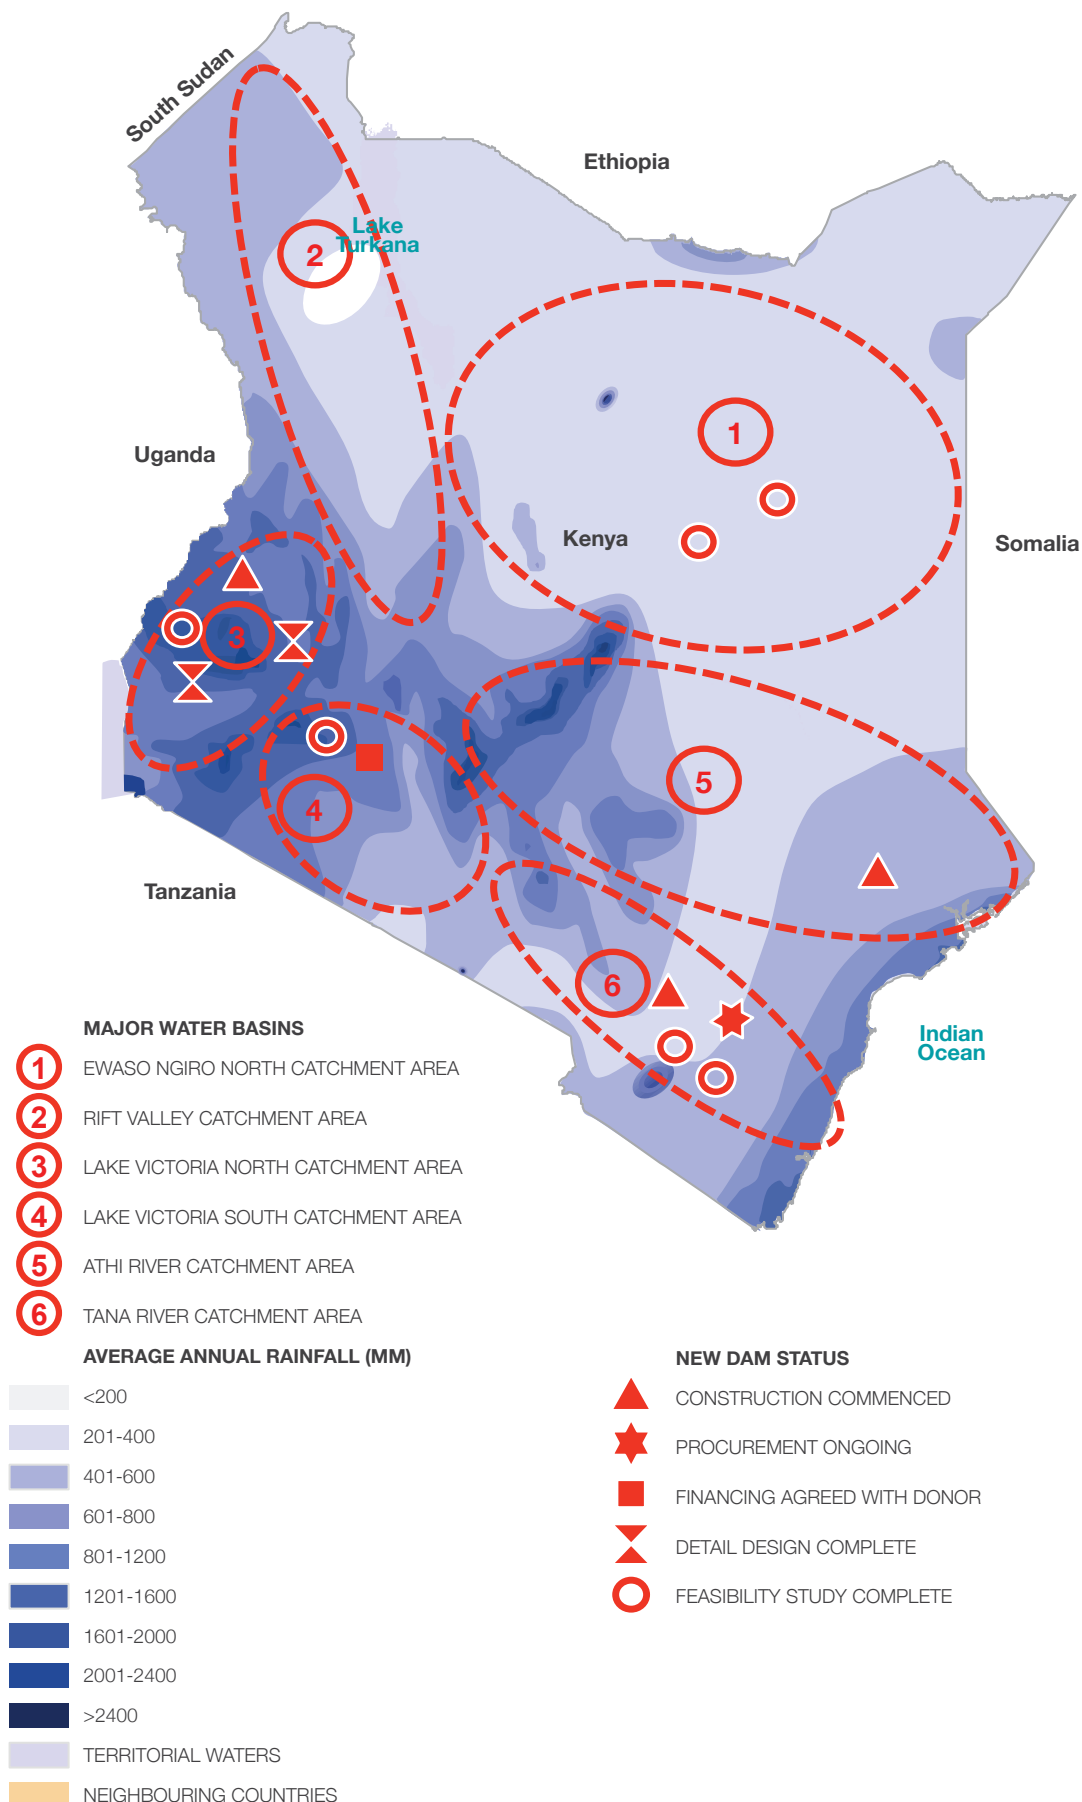 South Sudan
Ethiopia
Lake
Turkana
2
1
Uganda
Kenya
Somalia
3
5
4
Tanzania
6
Indian
Ocean
MAJOR WATER BASINS
1 EWASO NGIRO NORTH CATCHMENT AREA
2 RIFT VALLEY CATCHMENT AREA
3 LAKE VICTORIA NORTH CATCHMENT AREA
4 LAKE VICTORIA SOUTH CATCHMENT AREA
5 ATHI RIVER CATCHMENT AREA
6 TANA RIVER CATCHMENT AREA
AVERAGE ANNUAL RAINFALL (MM)
<200
201-400
401-600
601-800
801-1200
1201-1600
1601-2000
2001-2400
>2400
TERRITORIAL WATERS
NEIGHBOURING COUNTRIES
NEW DAM STATUS
CONSTRUCTION COMMENCED
PROCUREMENT ONGOING
FINANCING AGREED WITH DONOR
DETAIL DESIGN COMPLETE
FEASIBILITY STUDY COMPLETE